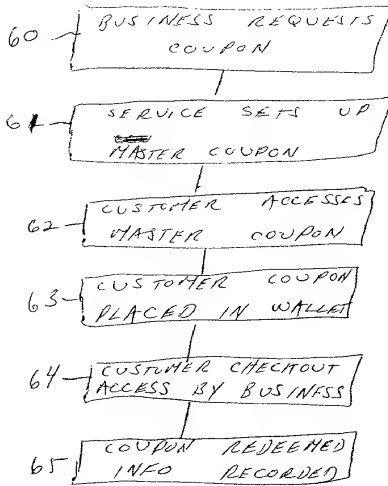 60 BUSINESS REQUESTS
COUPON
61 SERVICE SETS UP
MASTER COUPON
62 CUSTOMER ACCESSES
MASTER COUPON
63 CUSTOMER COUPON
PLACED IN WALLET
64 CUSTOMER CHECKOUT
ACCESS BY BUSINESS
65 COUPON REDEEMED
INFO RECORDED